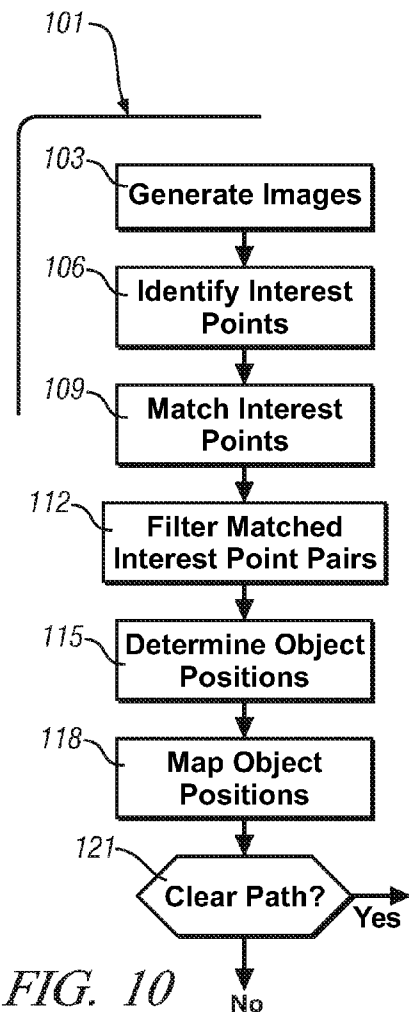 101
103
Generate Images
106
Identify Interest
Points
109
Match Interest
Points
112
Filter Matched
Interest Point Pairs
115
Determine Object
Positions
118
Map Object
Positions
121
Clear Path?
Yes
No
FIG. 10